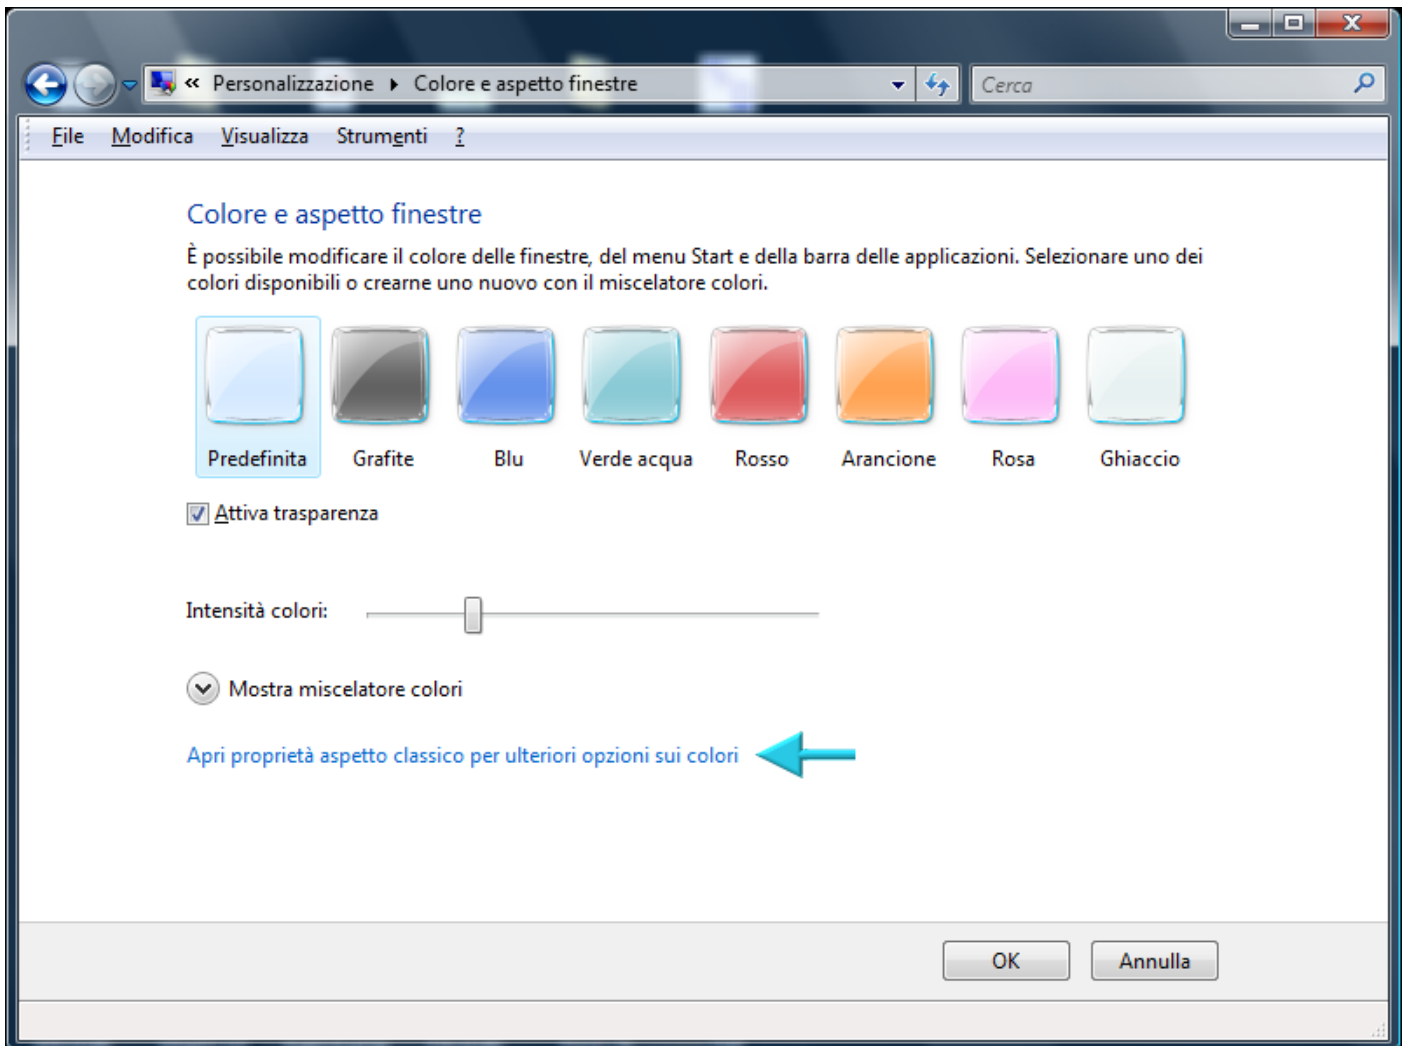 « Personalizzazione Colore e aspetto finestre
Cerca
File Modifica Visualizza Strumenti ?
Colore e aspetto finestre
È possibile modificare il colore delle finestre, del menu Start e della barra delle applicazioni. Selezionare uno dei
colori disponibili o crearne uno nuovo con il miscelatore colori.
Predefinita Grafite Blu Verde acqua Rosso Arancione Rosa Ghiaccio
Attiva trasparenza
Intensità colori:
Mostra miscelatore colori
Apri proprietà aspetto classico per ulteriori opzioni sui colori
OK Annulla